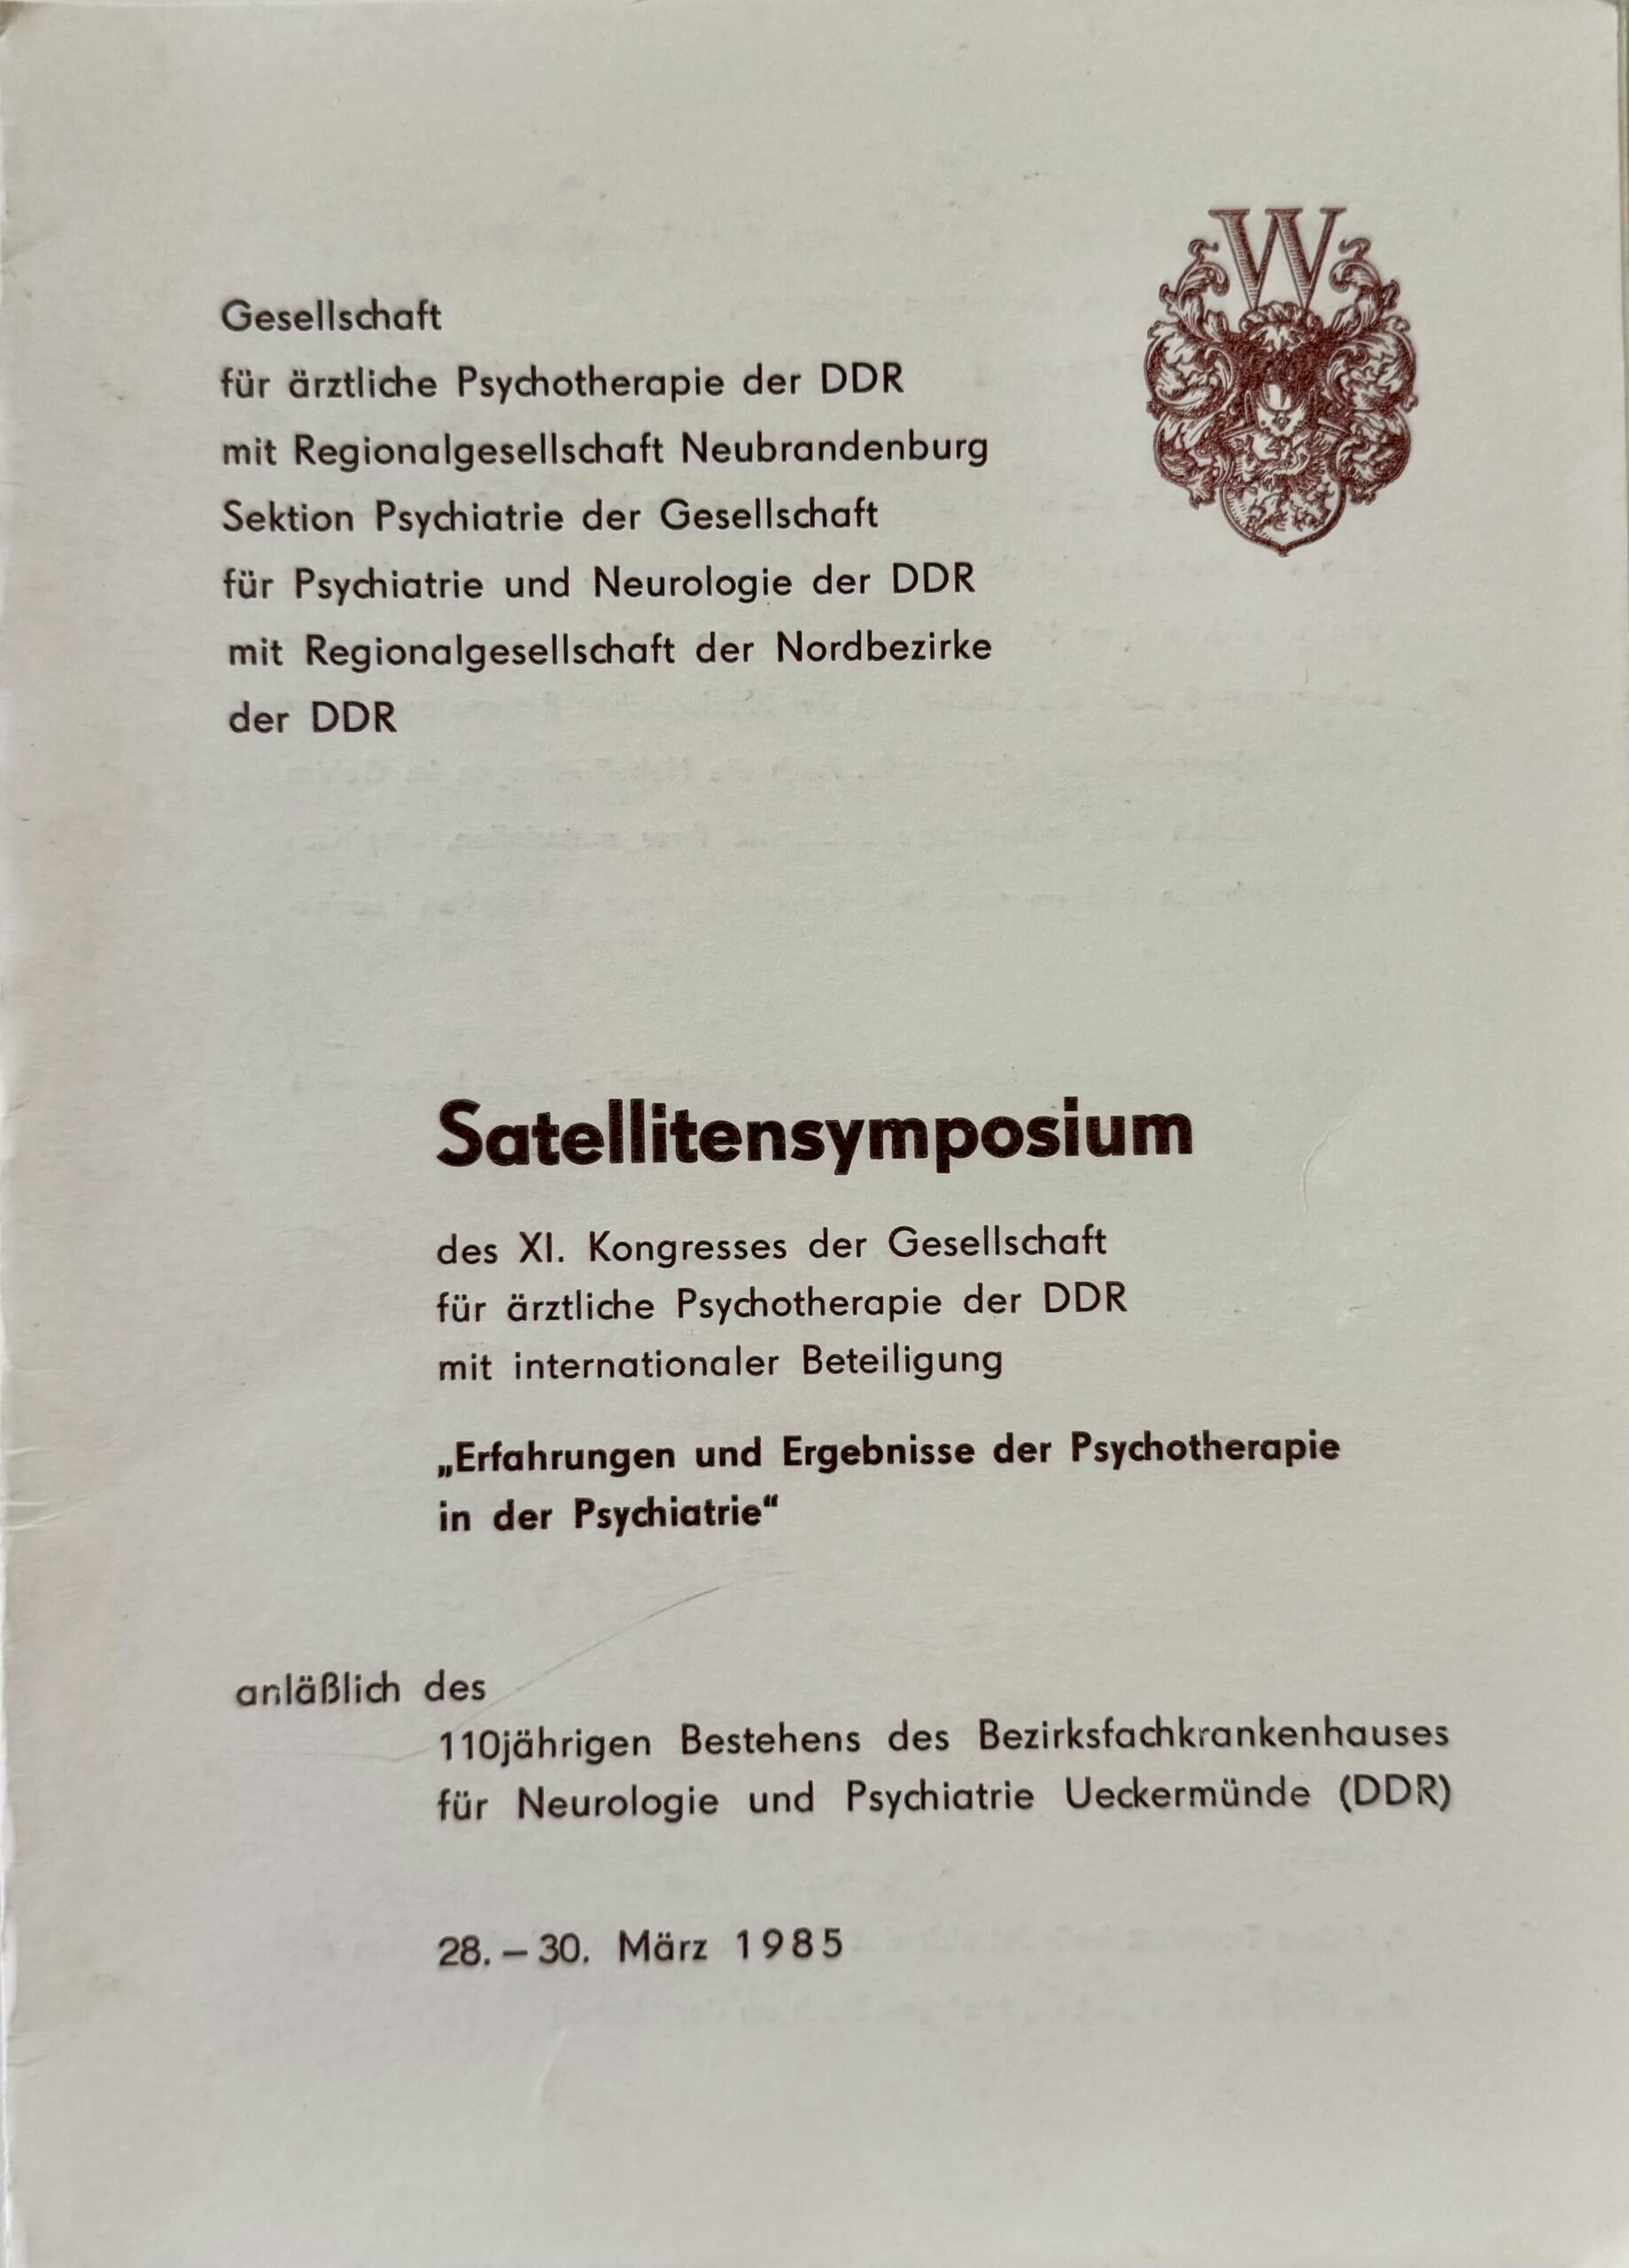 W
Gesellschaft
für ärztliche Psychotherapie der DDR
mit Regionalgesellschaft Neubrandenburg
Sektion Psychiatrie der Gesellschaft
für Psychiatrie und Neurologie der DDR
mit Regionalgesellschaft der Nordbezirke
der DDR
Satellitensymposium
des XI. Kongresses der Gesellschaft
für ärztliche Psychotherapie der DDR
mit internationaler Beteiligung
„Erfahrungen und Ergebnisse der Psychotherapie
in der Psychiatrie“
anläßlich des
110jährigen Bestehens des Bezirksfachkrankenhauses
für Neurologie und Psychiatrie Ueckermünde (DDR)
28. – 30. März 1985